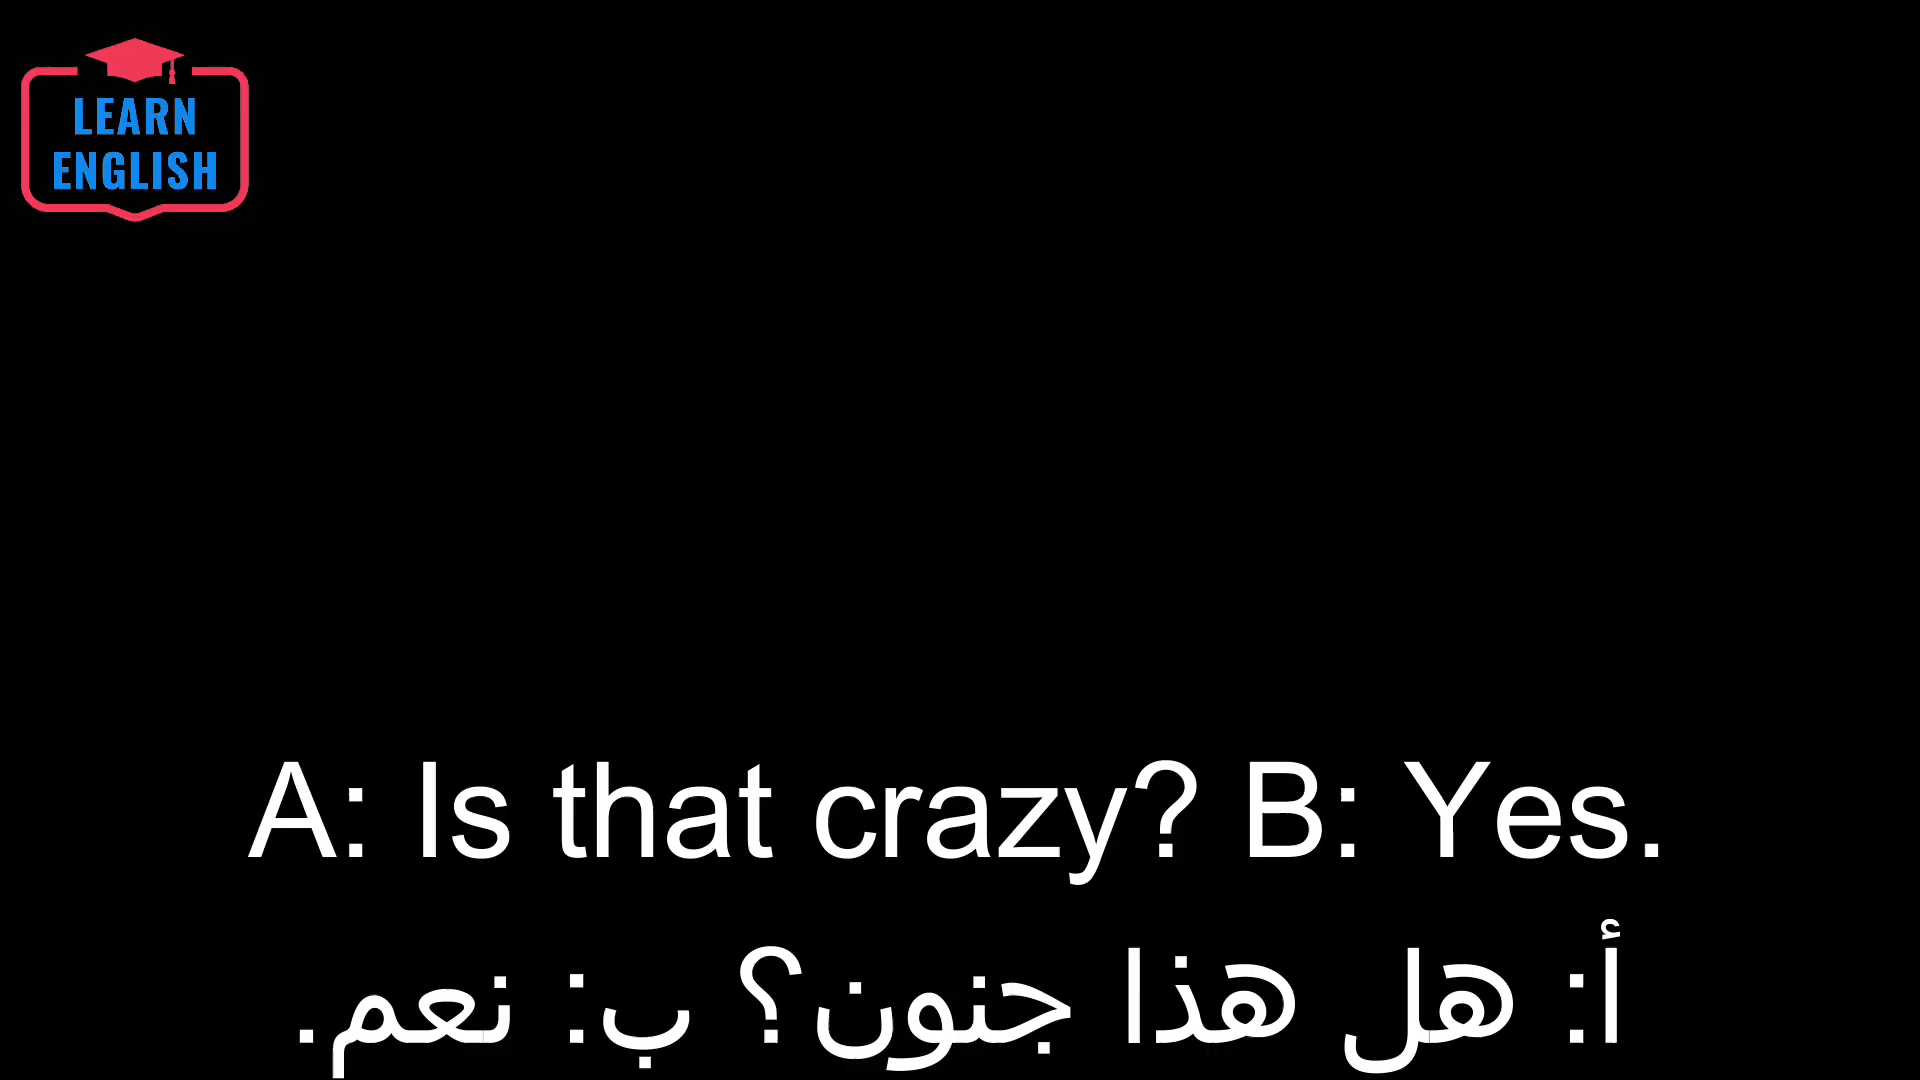 LEARN
ENGLISH
A: Is that crazy? B: Yes.
أ: هل هذا جنون؟ ب: نعم.